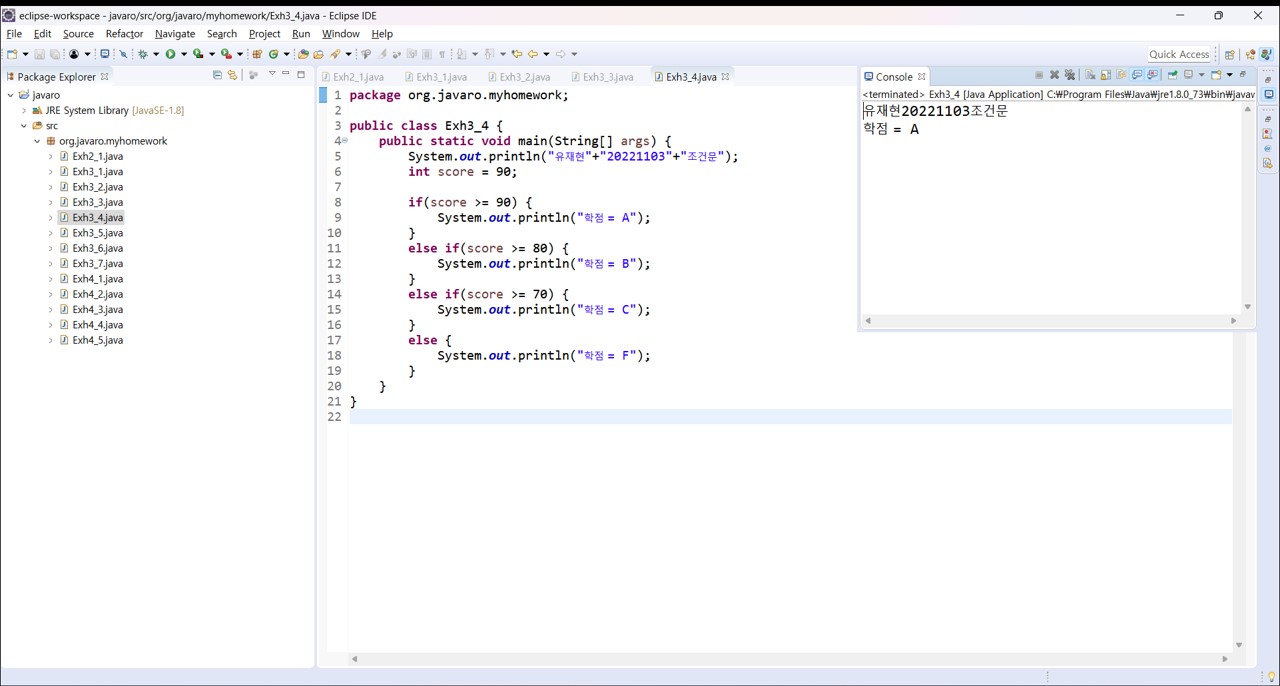 eclipse-workspace - javaro/src/org/javaro/myhomework/Exh3_4.java - Eclipse IDE
File Edit Source Refactor Navigate Search Project Run Window Help
Quick Access
Package Explorer
javaro
JRE System Library [JavaSE-1.8]
src
org.javaro.myhomework
Exh2_1.java
Exh3_1.java
Exh3_2.java
Exh3_3.java
Exh3_4.java
Exh3_5.java
Exh3_6.java
Exh3_7.java
Exh4_1.java
Exh4_2.java
Exh4_3.java
Exh4_4.java
Exh4_5.java
Exh2_1.java Exh3_1.java Exh3_2.java Exh3_3.java Exh3_4.java
1 package org.javaro.myhomework;
2
3 public class Exh3_4 {
4 public static void main(String[] args) {
5 System.out.println("유재현"+"20221103"+"조건문");
6 int score = 90;
7
8 if(score >= 90) {
9 System.out.println("학점 = A");
10 }
11 else if(score >= 80) {
12 System.out.println("학점 = B");
13 }
14 else if(score >= 70) {
15 System.out.println("학점 = C");
16 }
17 else {
18 System.out.println("학점 = F");
19 }
20 }
21 }
22
Console
<terminated> Exh3_4 [Java Application] C:₩Program Files₩Java₩jre1.8.0_73₩bin₩javaw
유재현20221103조건문
학점 = A